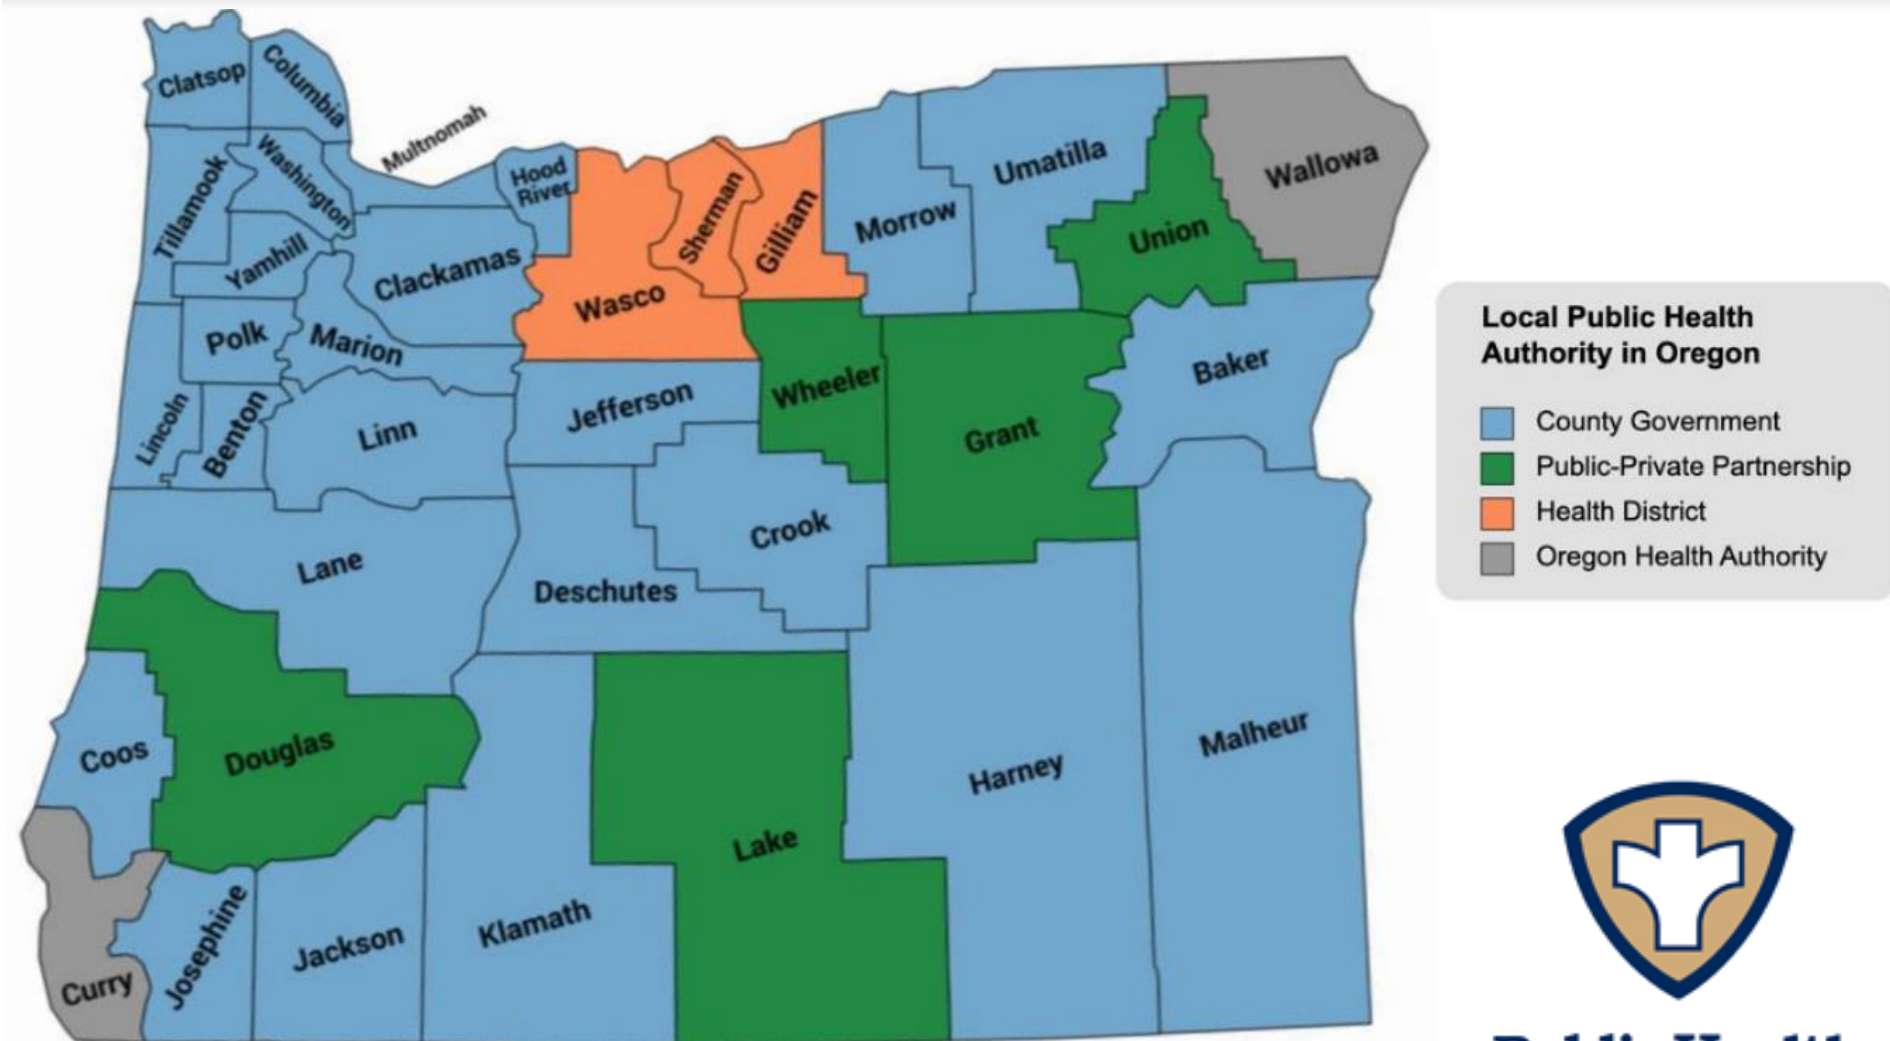 Clatsop
Columbia
Multnomah
Tillamook
Washington
Hood
River
Yamhill
Clackamas
Wasco
Sherman
Gilliam
Morrow
Umatilla
Union
Wallowa
Polk
Marion
Lincoln
Benton
Linn
Jefferson
Wheeler
Grant
Baker
Lane
Deschutes
Crook
Coos
Douglas
Lake
Harney
Malheur
Curry
Josephine
Jackson
Klamath
Local Public Health
Authority in Oregon
County Government
Public-Private Partnership
Health District
Oregon Health Authority